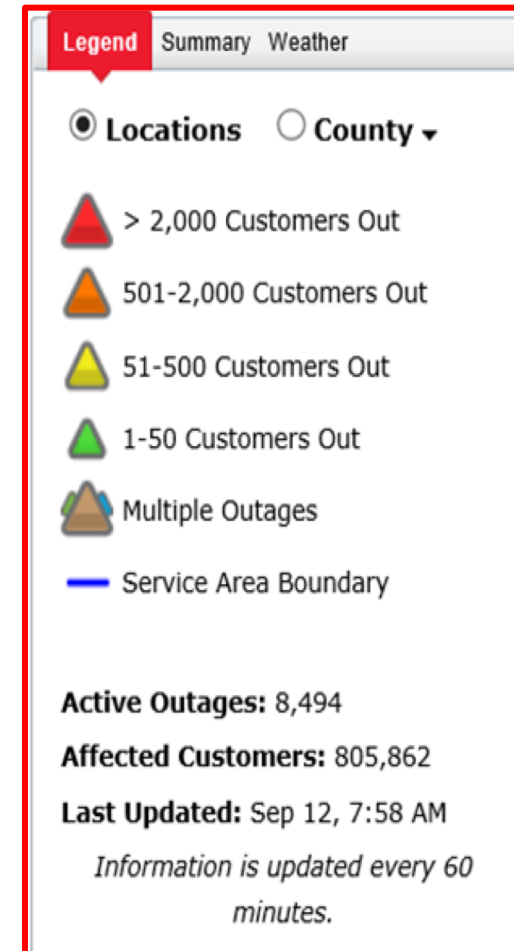 Legend Summary Weather
Locations County
> 2,000 Customers Out
501-2,000 Customers Out
51-500 Customers Out
1-50 Customers Out
Multiple Outages
Service Area Boundary
Active Outages: 8,494
Affected Customers: 805,862
Last Updated: Sep 12, 7:58 AM
Information is updated every 60
minutes.